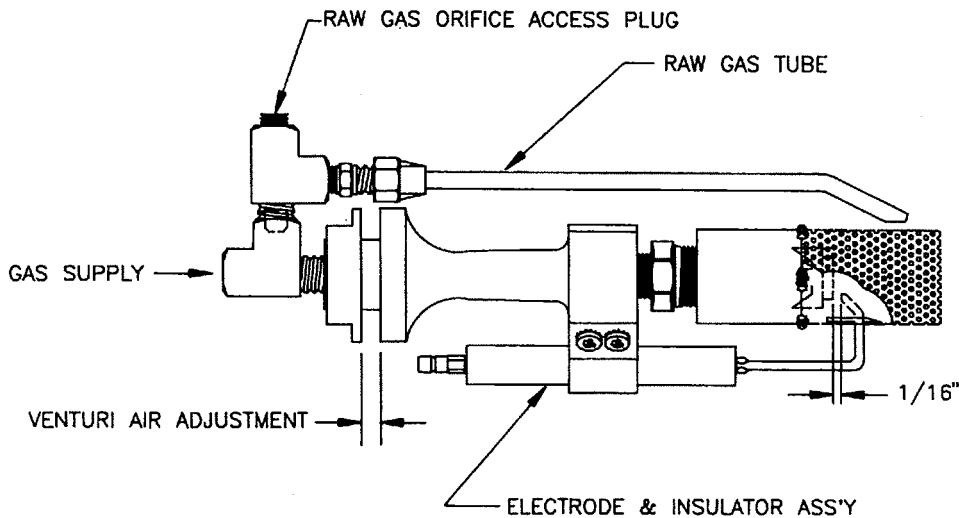 RAW GAS ORIFICE ACCESS PLUG
RAW GAS TUBE
GAS SUPPLY
1/16"
VENTURI AIR ADJUSTMENT
ELECTRODE & INSULATOR ASS'Y